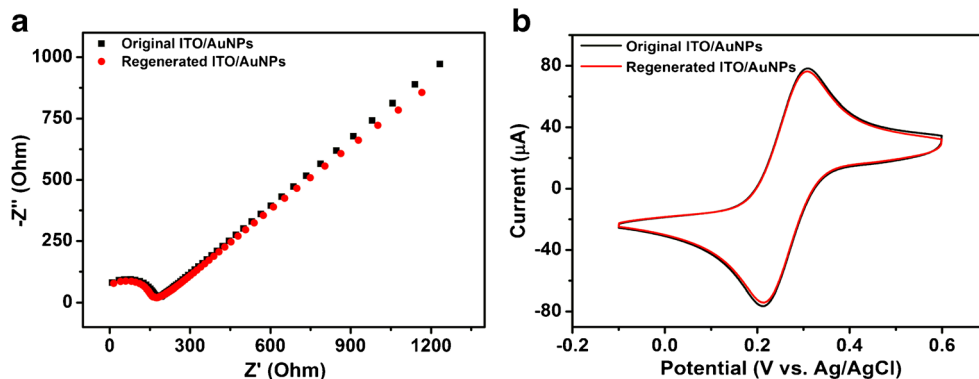 a
Original ITO/AuNPs
Regenerated ITO/AuNPs
1000
750
500
250
0
-Z'' (Ohm)
0 300 600 900 1200
Z' (Ohm)
b
Original ITO/AuNPs
Regenerated ITO/AuNPs
80
40
0
-40
-80
Current (μA)
-0.2 0.0 0.2 0.4 0.6
Potential (V vs. Ag/AgCl)